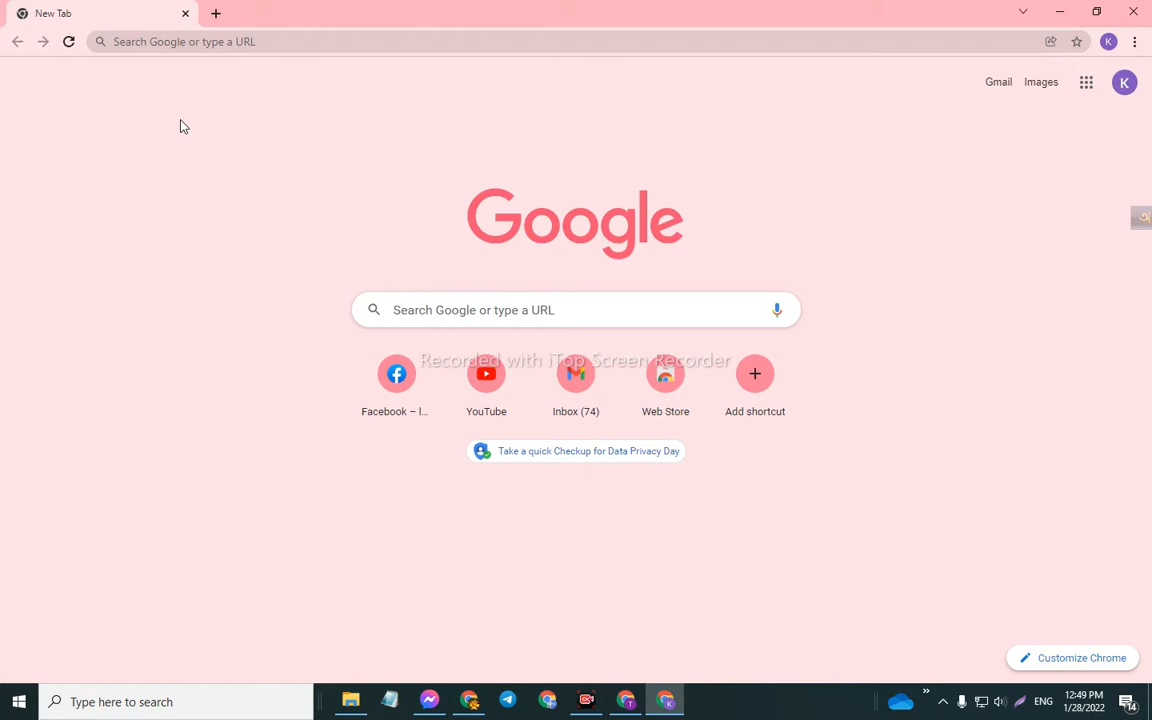 New Tab
Search Google or type a URL
K
Gmail Images
K
Google
Search Google or type a URL
Recorded with iTop Screen Recorder
Facebook – l... YouTube Inbox (74) Web Store Add shortcut
Take a quick Checkup for Data Privacy Day
Customize Chrome
Type here to search
T
K
ENG
12:49 PM
1/28/2022
14